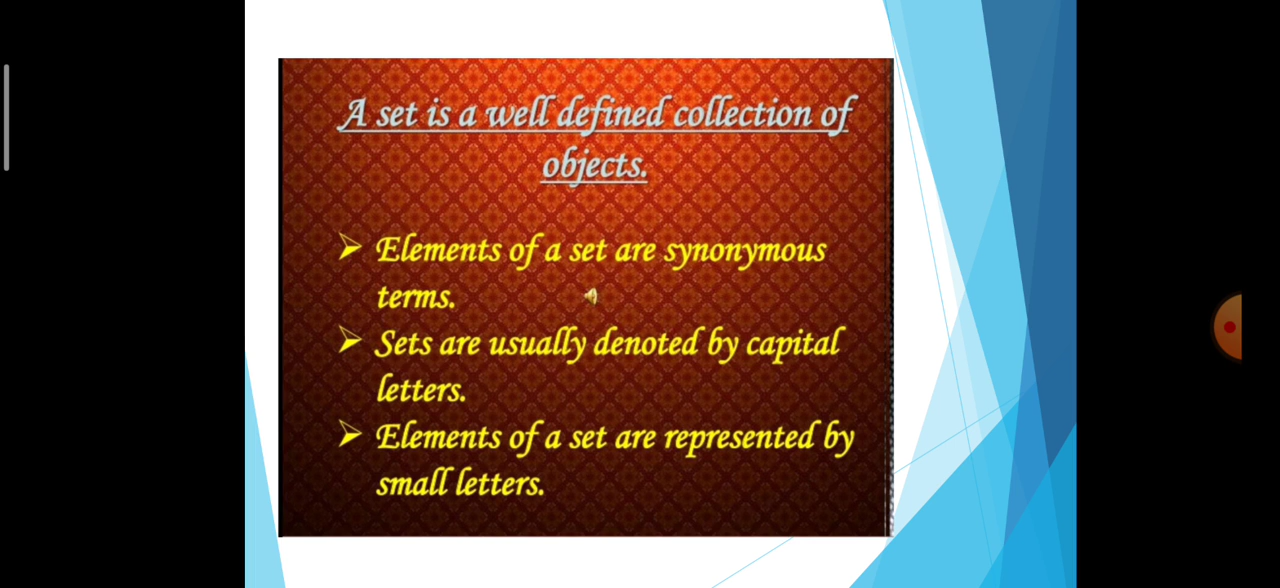 A set is a well defined collection of
objects.
Elements of a set are synonymous
terms.
Sets are usually denoted by capital
letters.
Elements of a set are represented by
small letters.